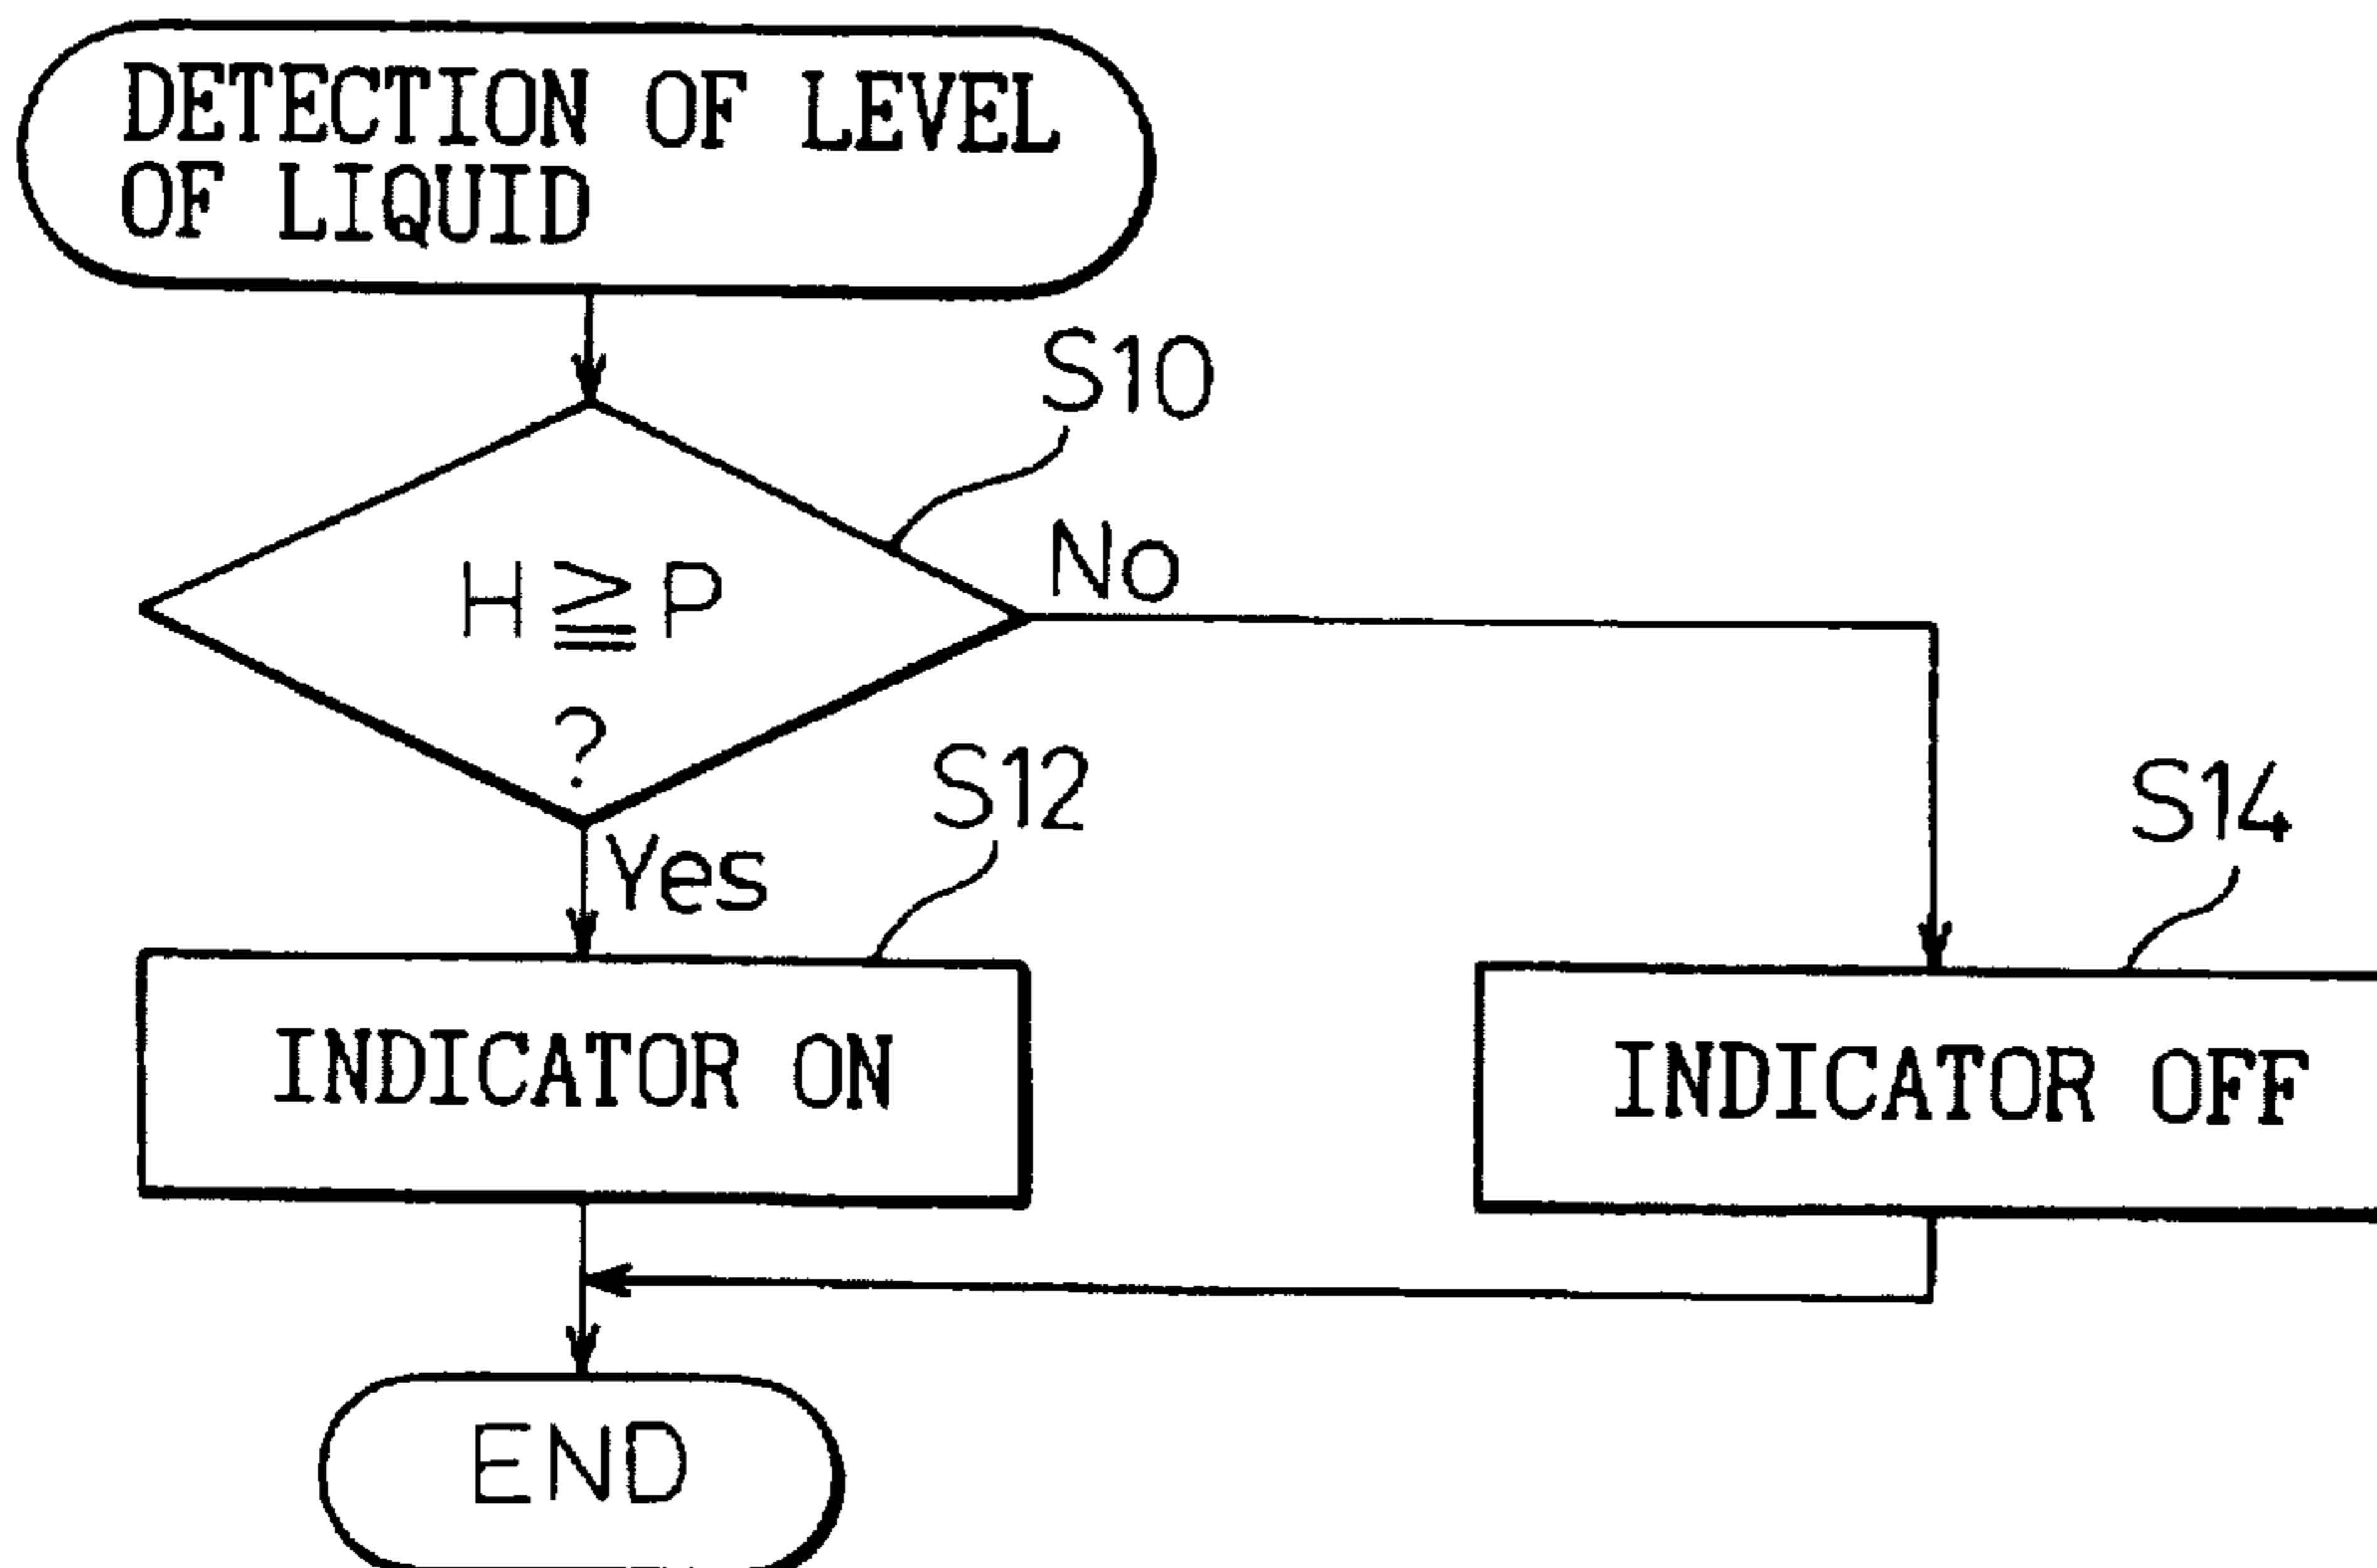 DETECTION OF LEVEL
OF LIQUID
S10
H ≧ P
?
No
Yes
S12
S14
INDICATOR ON
INDICATOR OFF
END